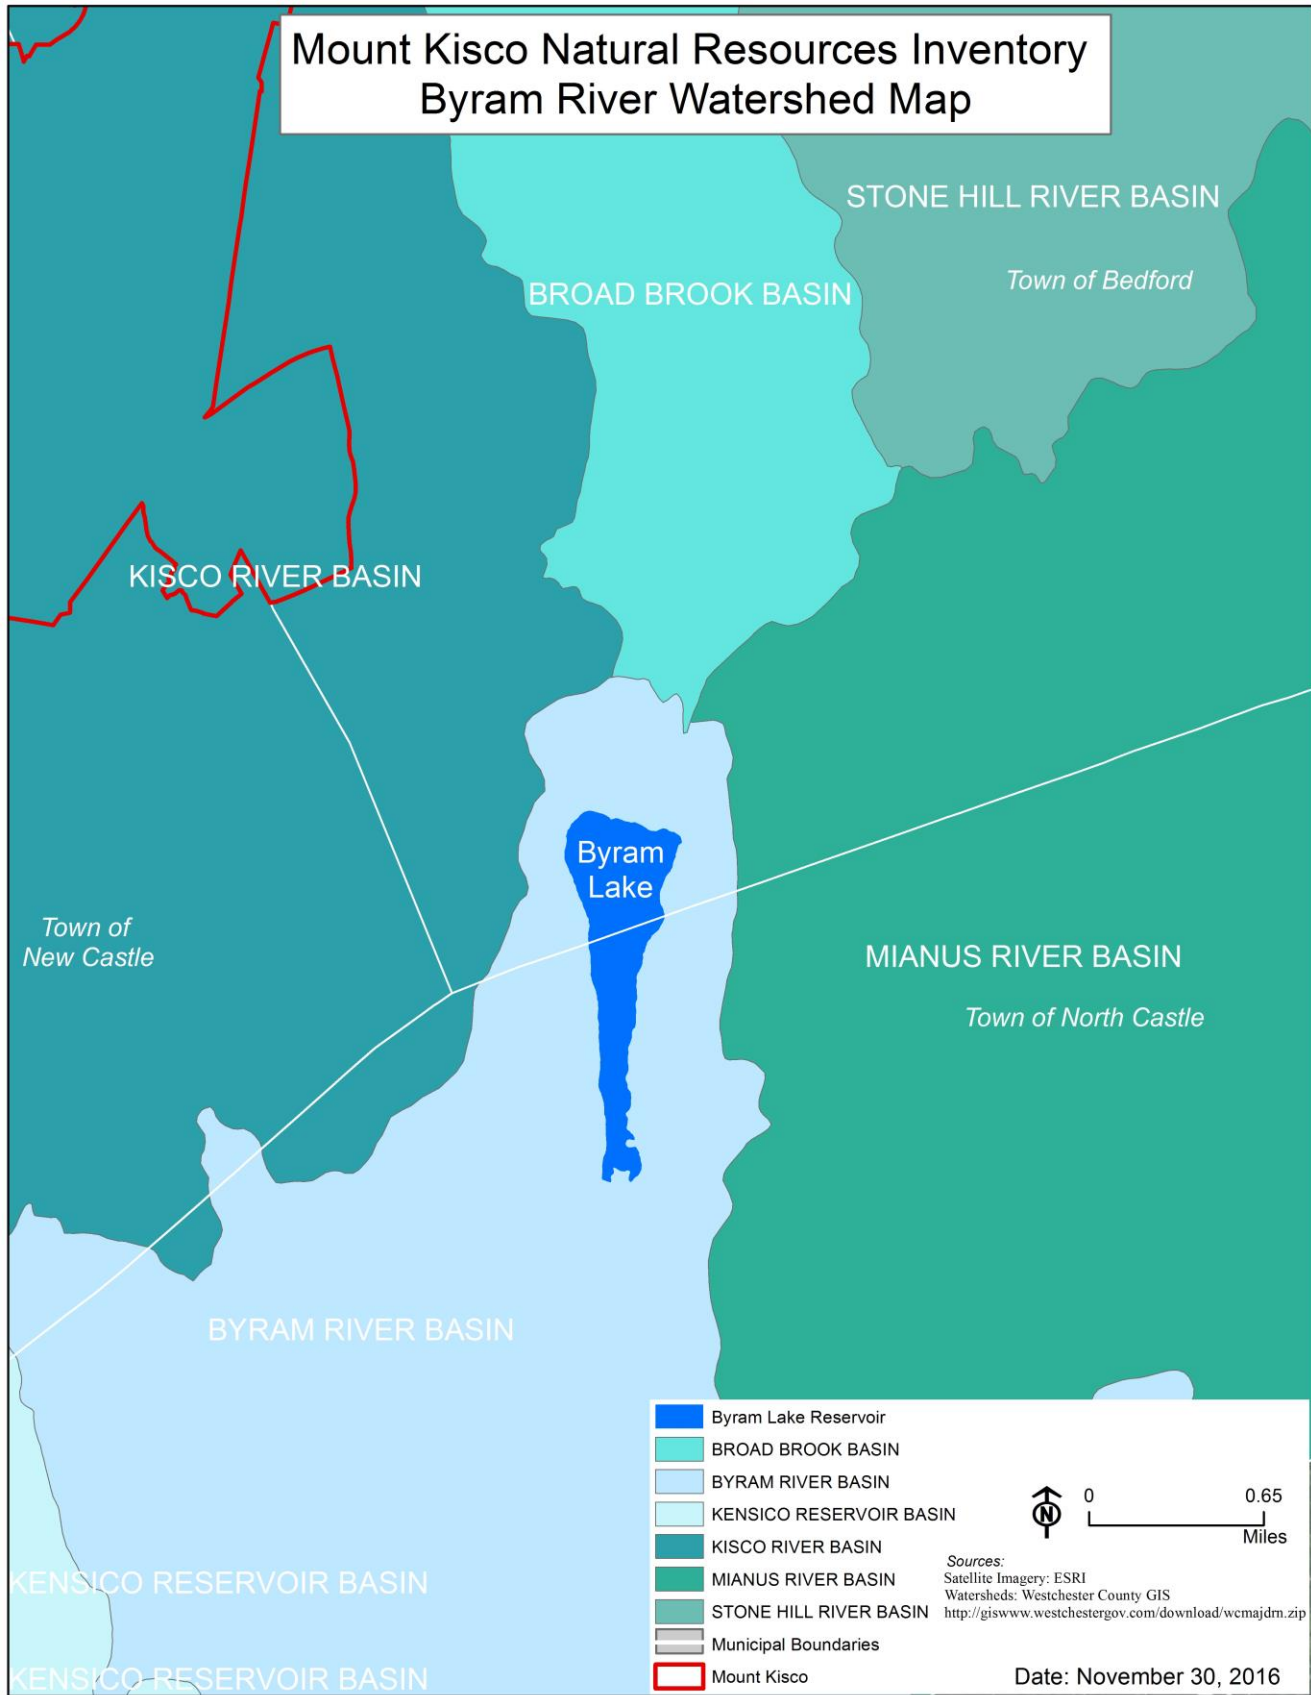 Mount Kisco Natural Resources Inventory
Byram River Watershed Map
STONE HILL RIVER BASIN
Town of Bedford
BROAD BROOK BASIN
KISCO RIVER BASIN
Byram
Lake
Town of
New Castle
MIANUS RIVER BASIN
Town of North Castle
BYRAM RIVER BASIN
KENSICO RESERVOIR BASIN
KENSICO RESERVOIR BASIN
Byram Lake Reservoir
BROAD BROOK BASIN
BYRAM RIVER BASIN
KENSICO RESERVOIR BASIN
KISCO RIVER BASIN
MIANUS RIVER BASIN
STONE HILL RIVER BASIN
Municipal Boundaries
Mount Kisco
N
0 0.65
Miles
Sources:
Satellite Imagery: ESRI
Watersheds: Westchester County GIS
http://giswww.westchestergov.com/download/wcmajdrn.zip
Date: November 30, 2016